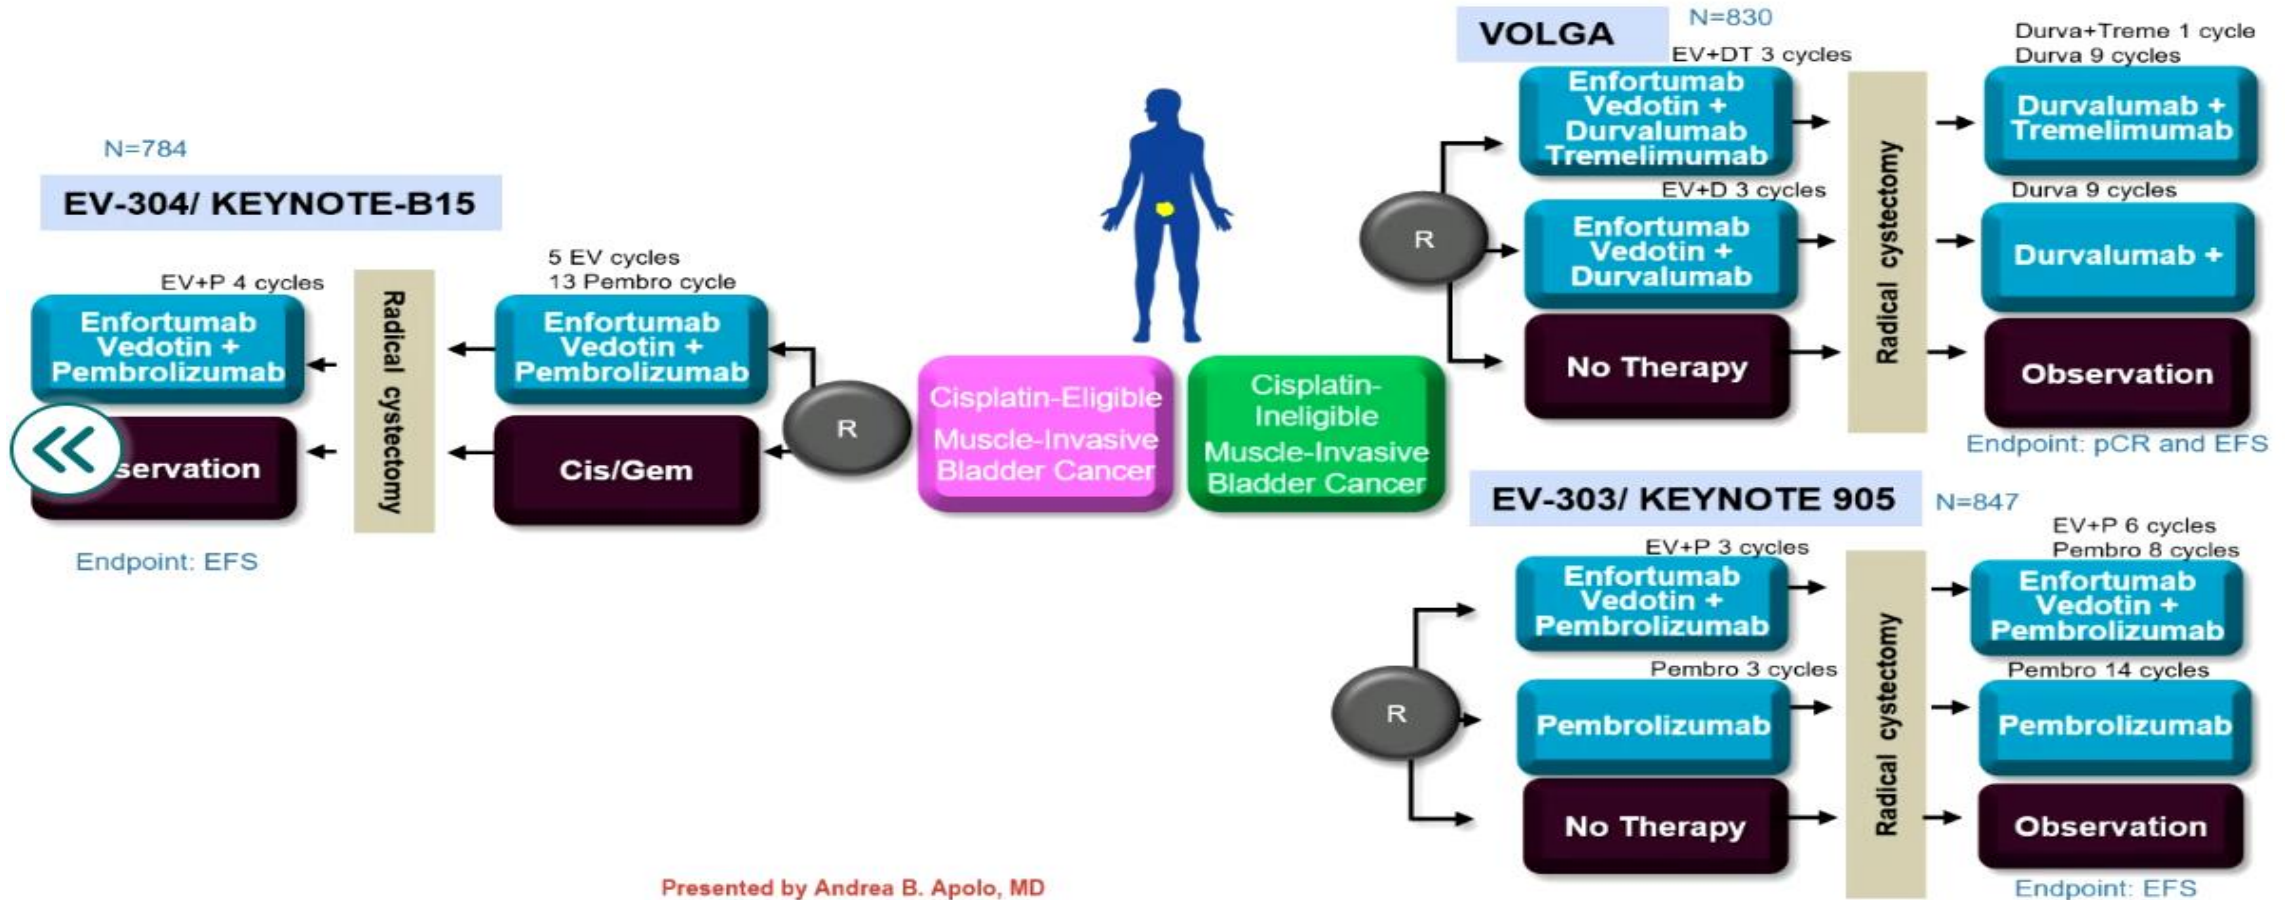 N=784
EV-304/ KEYNOTE-B15
EV+P 4 cycles
Enfortumab
Vedotin +
Pembrolizumab
servation
Endpoint: EFS
Radical cystectomy
5 EV cycles
13 Pembro cycle
Enfortumab
Vedotin +
Pembrolizumab
Cis/Gem
R
Cisplatin-Eligible
Muscle-Invasive
Bladder Cancer
Cisplatin-
Ineligible
Muscle-Invasive
Bladder Cancer
VOLGA
N=830
EV+DT 3 cycles
Enfortumab
Vedotin +
Durvalumab
Tremelimumab
EV+D 3 cycles
Enfortumab
Vedotin +
Durvalumab
No Therapy
R
Radical cystectomy
Durva+Treme 1 cycle
Durva 9 cycles
Durvalumab +
Tremelimumab
Durva 9 cycles
Durvalumab +
Observation
Endpoint: pCR and EFS
EV-303/ KEYNOTE 905
N=847
EV+P 3 cycles
Enfortumab
Vedotin +
Pembrolizumab
Pembro 3 cycles
Pembrolizumab
No Therapy
R
Radical cystectomy
EV+P 6 cycles
Pembro 8 cycles
Enfortumab
Vedotin +
Pembrolizumab
Pembro 14 cycles
Pembrolizumab
Observation
Endpoint: EFS
Presented by Andrea B. Apolo, MD